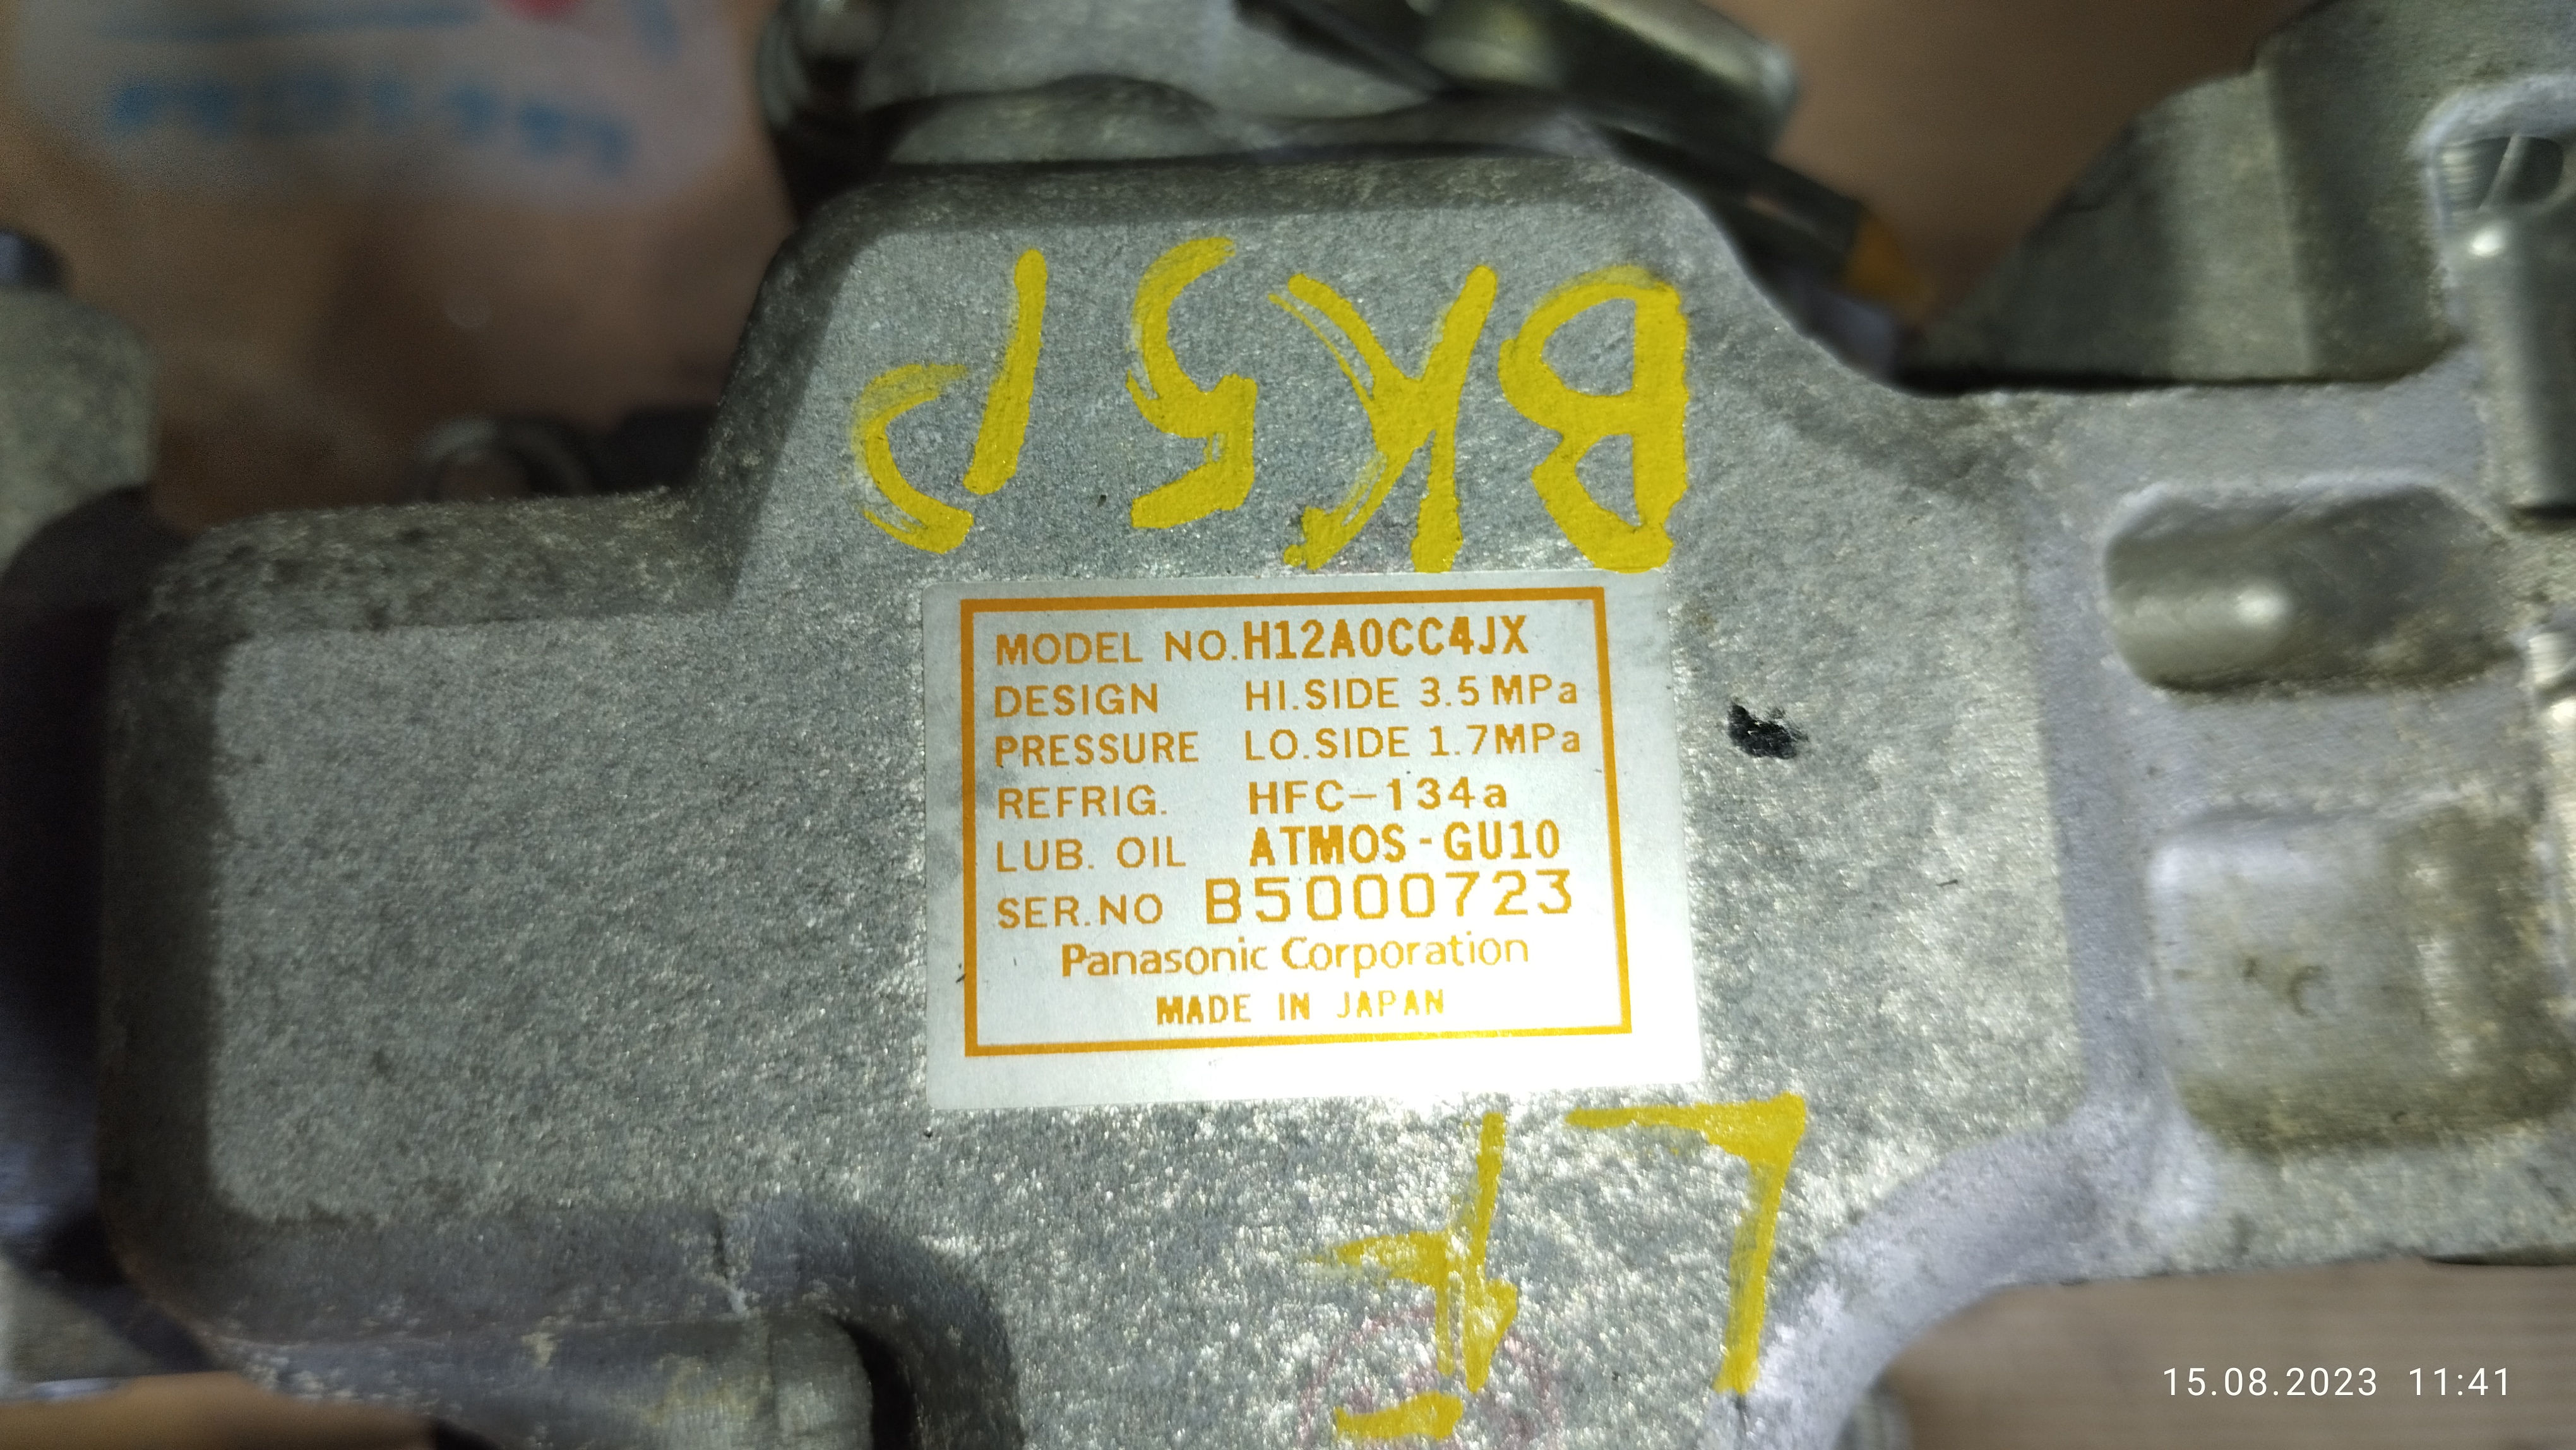 BK5P
MODEL NO. H12A0CC4JX
DESIGN HI.SIDE 3.5 MPa
PRESSURE LO.SIDE 1.7MPa
REFRIG. HFC-134a
LUB. OIL ATMOS-GU10
SER.NO B5000723
Panasonic Corporation
MADE IN JAPAN
15.08.2023 11:41